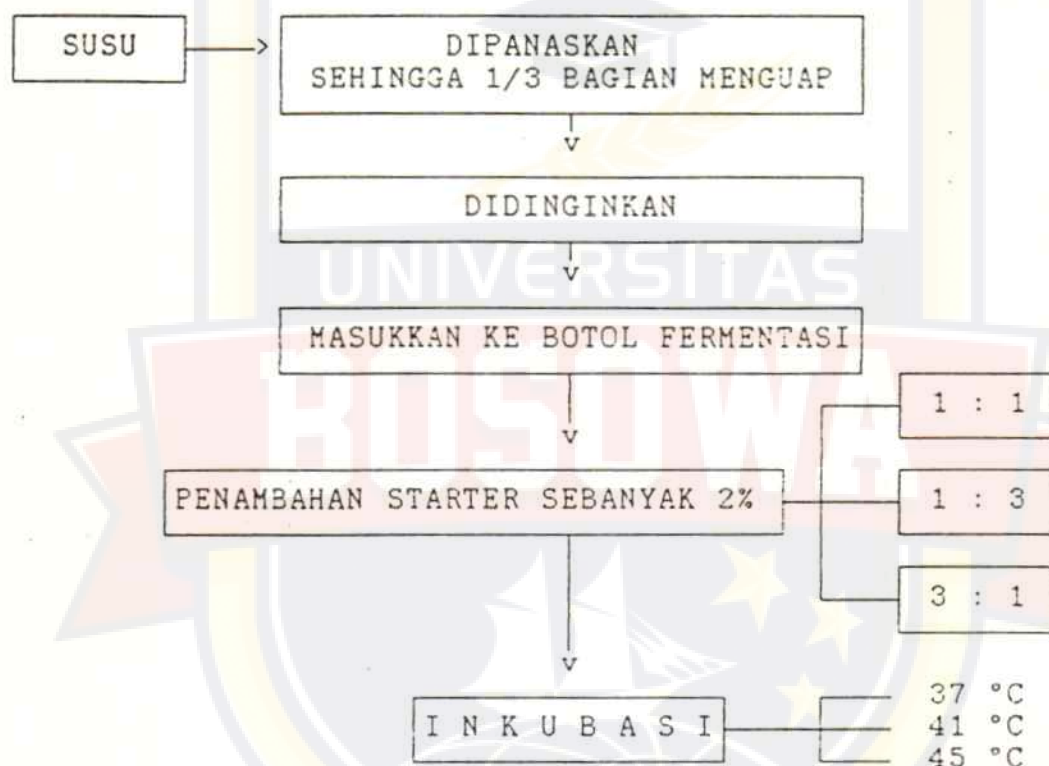 SUSU
DIPANASKAN
SEHINGGA 1/3 BAGIAN MENGUAP
DIDINGINKAN
UNIVERSITAS
MASUKKAN KE BOTOL FERMENTASI
BOSOWA
1 : 1
PENAMBAHAN STARTER SEBANYAK 2%
1 : 3
3 : 1
I N K U B A S I
37 °C
41 °C
45 °C